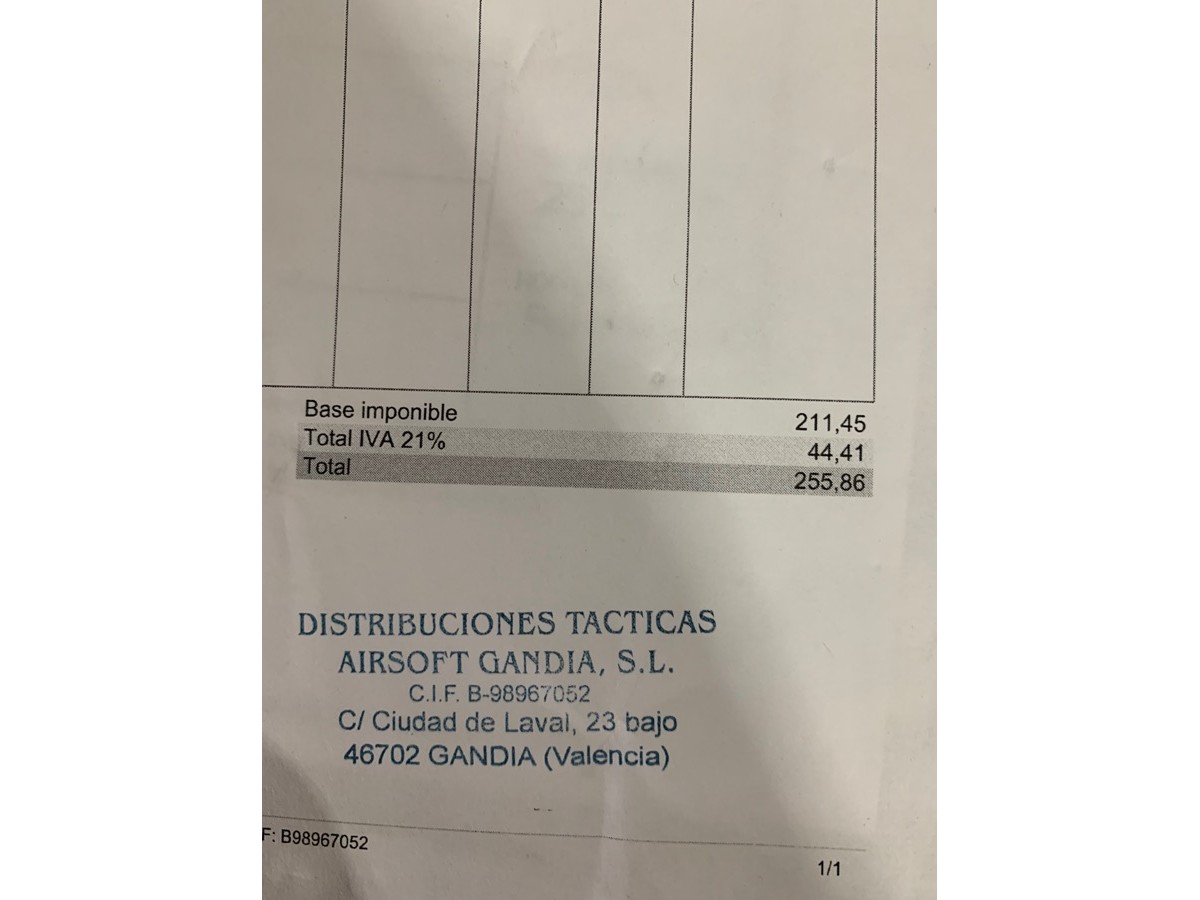 Base imponible 211,45
Total IVA 21% 44,41
Total 255,86
DISTRIBUCIONES TACTICAS
AIRSOFT GANDIA, S.L.
C.I.F. B-98967052
C/ Ciudad de Laval, 23 bajo
46702 GANDIA (Valencia)
F: B98967052
1/1